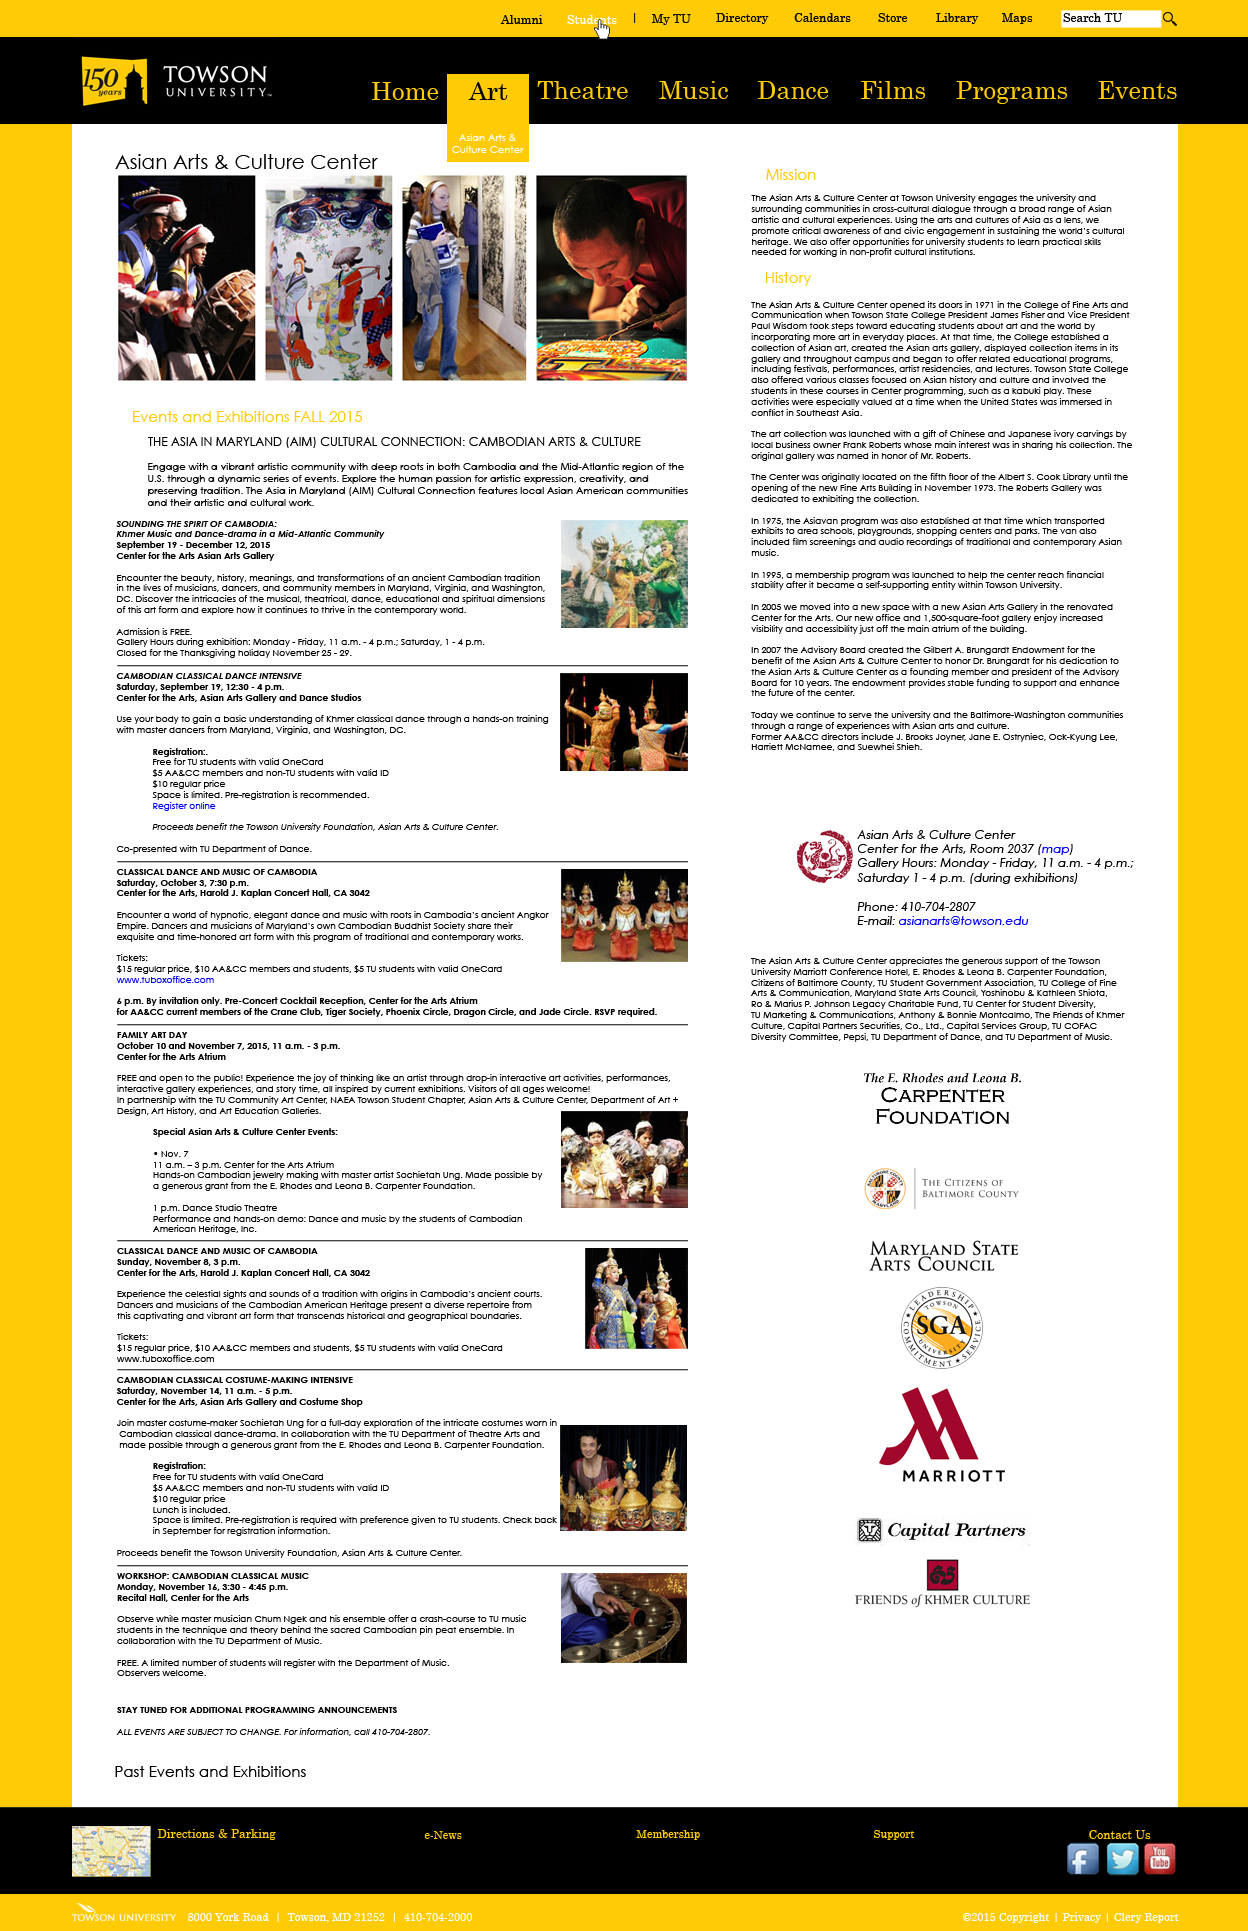 Alumni Students | My TU Directory Calendars Store Library Maps Search TU
150 years TOWSON UNIVERSITY
Home Art Theatre Music Dance Films Programs Events
Asian Arts &
Culture Center
Asian Arts & Culture Center
Events and Exhibitions FALL 2015
THE ASIA IN MARYLAND (AIM) CULTURAL CONNECTION: CAMBODIAN ARTS & CULTURE
Engage with a vibrant artistic community with deep roots in both Cambodia and the Mid-Atlantic region of the
U.S. through a dynamic series of events. Explore the human passion for artistic expression, creativity, and
preserving tradition. The Asia in Maryland (AIM) Cultural Connection features local Asian American communities
and their artistic and cultural work.
SOUNDING THE SPIRIT OF CAMBODIA:
Khmer Music and Dance-drama in a Mid-Atlantic Community
September 19 - December 12, 2015
Center for the Arts Asian Arts Gallery
Encounter the beauty, history, meanings, and transformations of an ancient Cambodian tradition
in the lives of musicians, dancers, and community members in Maryland, Virginia, and Washington,
DC. Discover the intricacies of the musical, theatrical, dance, educational and spiritual dimensions
of this art form and explore how it continues to thrive in the contemporary world.
Admission is FREE.
Gallery Hours during exhibition: Monday - Friday, 11 a.m. - 4 p.m.; Saturday, 1 - 4 p.m.
Closed for the Thanksgiving holiday November 25 - 29.
CAMBODIAN CLASSICAL DANCE INTENSIVE
Saturday, September 19, 12:30 - 4 p.m.
Center for the Arts, Asian Arts Gallery and Dance Studios
Use your body to gain a basic understanding of Khmer classical dance through a hands-on training
with master dancers from Maryland, Virginia, and Washington, DC.
Registration:.
Free for TU students with valid OneCard
$5 AA&CC members and non-TU students with valid ID
$10 regular price
Space is limited. Pre-registration is recommended.
Register online
Proceeds benefit the Towson University Foundation, Asian Arts & Culture Center.
Co-presented with TU Department of Dance.
CLASSICAL DANCE AND MUSIC OF CAMBODIA
Saturday, October 3, 7:30 p.m.
Center for the Arts, Harold J. Kaplan Concert Hall, CA 3042
Encounter a world of hypnotic, elegant dance and music with roots in Cambodia's ancient Angkor
Empire. Dancers and musicians of Maryland's own Cambodian Buddhist Society share their
exquisite and time-honored art form with this program of traditional and contemporary works.
Tickets:
$15 regular price, $10 AA&CC members and students, $5 TU students with valid OneCard
www.tuboxoffice.com
6 p.m. By invitation only. Pre-Concert Cocktail Reception, Center for the Arts Atrium
for AA&CC current members of the Crane Club, Tiger Society, Phoenix Circle, Dragon Circle, and Jade Circle. RSVP required.
FAMILY ART DAY
October 10 and November 7, 2015, 11 a.m. - 3 p.m.
Center for the Arts Atrium
FREE and open to the public! Experience the joy of thinking like an artist through drop-in interactive art activities, performances,
interactive gallery experiences, and story time, all inspired by current exhibitions. Visitors of all ages welcome!
In partnership with the TU Community Art Center, NAEA Towson Student Chapter, Asian Arts & Culture Center, Department of Art +
Design, Art History, and Art Education Galleries.
Special Asian Arts & Culture Center Events:
• Nov. 7
11 a.m. – 3 p.m. Center for the Arts Atrium
Hands-on Cambodian jewelry making with master artist Sochietah Ung. Made possible by
a generous grant from the E. Rhodes and Leona B. Carpenter Foundation.
1 p.m. Dance Studio Theatre
Performance and hands-on demo: Dance and music by the students of Cambodian
American Heritage, Inc.
CLASSICAL DANCE AND MUSIC OF CAMBODIA
Sunday, November 8, 3 p.m.
Center for the Arts, Harold J. Kaplan Concert Hall, CA 3042
Experience the celestial sights and sounds of a tradition with origins in Cambodia's ancient courts.
Dancers and musicians of the Cambodian American Heritage present a diverse repertoire from
this captivating and vibrant art form that transcends historical and geographical boundaries.
Tickets:
$15 regular price, $10 AA&CC members and students, $5 TU students with valid OneCard
www.tuboxoffice.com
CAMBODIAN CLASSICAL COSTUME-MAKING INTENSIVE
Saturday, November 14, 11 a.m. - 5 p.m.
Center for the Arts, Asian Arts Gallery and Costume Shop
Join master costume-maker Sochietah Ung for a full-day exploration of the intricate costumes worn in
Cambodian classical dance-drama. In collaboration with the TU Department of Theatre Arts and
made possible through a generous grant from the E. Rhodes and Leona B. Carpenter Foundation.
Registration:
Free for TU students with valid OneCard
$5 AA&CC members and non-TU students with valid ID
$10 regular price
Lunch is included.
Space is limited. Pre-registration is required with preference given to TU students. Check back
in September for registration information.
Proceeds benefit the Towson University Foundation, Asian Arts & Culture Center.
WORKSHOP: CAMBODIAN CLASSICAL MUSIC
Monday, November 16, 3:30 - 4:45 p.m.
Recital Hall, Center for the Arts
Observe while master musician Chum Ngek and his ensemble offer a crash-course to TU music
students in the technique and theory behind the sacred Cambodian pin peat ensemble. In
collaboration with the TU Department of Music.
FREE. A limited number of students will register with the Department of Music.
Observers welcome.
STAY TUNED FOR ADDITIONAL PROGRAMMING ANNOUNCEMENTS
ALL EVENTS ARE SUBJECT TO CHANGE. For information, call 410-704-2807.
Past Events and Exhibitions
Mission
The Asian Arts & Culture Center at Towson University engages the university and
surrounding communities in cross-cultural dialogue through a broad range of Asian
artistic and cultural experiences. Using the arts and cultures of Asia as a lens, we
promote critical awareness of and civic engagement in sustaining the world's cultural
heritage. We also offer opportunities for university students to learn practical skills
needed for working in non-profit cultural institutions.
History
The Asian Arts & Culture Center opened its doors in 1971 in the College of Fine Arts and
Communication when Towson State College President James Fisher and Vice President
Paul Wisdom took steps toward educating students about art and the world by
incorporating more art in everyday places. At that time, the College established a
collection of Asian art, created the Asian arts gallery, displayed collection items in its
gallery and throughout campus and began to offer related educational programs,
including festivals, performances, artist residencies, and lectures. Towson State College
also offered various classes focused on Asian history and culture and involved the
students in these courses in Center programming, such as a kabuki play. These
activities were especially valued at a time when the United States was immersed in
conflict in Southeast Asia.
The art collection was launched with a gift of Chinese and Japanese ivory carvings by
local business owner Frank Roberts whose main interest was in sharing his collection. The
original gallery was named in honor of Mr. Roberts.
The Center was originally located on the fifth floor of the Albert S. Cook Library until the
opening of the new Fine Arts Building in November 1973. The Roberts Gallery was
dedicated to exhibiting the collection.
In 1975, the Asiavan program was also established at that time which transported
exhibits to area schools, playgrounds, shopping centers and parks. The van also
included film screenings and audio recordings of traditional and contemporary Asian
music.
In 1995, a membership program was launched to help the center reach financial
stability after it became a self-supporting entity within Towson University.
In 2005 we moved into a new space with a new Asian Arts Gallery in the renovated
Center for the Arts. Our new office and 1,500-square-foot gallery enjoy increased
visibility and accessibility just off the main atrium of the building.
In 2007 the Advisory Board created the Gilbert A. Brungardt Endowment for the
benefit of the Asian Arts & Culture Center to honor Dr. Brungardt for his dedication to
the Asian Arts & Culture Center as a founding member and president of the Advisory
Board for 10 years. The endowment provides stable funding to support and enhance
the future of the center.
Today we continue to serve the university and the Baltimore-Washington communities
through a range of experiences with Asian arts and culture.
Former AA&CC directors include J. Brooks Joyner, Jane E. Ostryniec, Ock-Kyung Lee,
Harriett McNamee, and Suewhei Shieh.
Asian Arts & Culture Center
Center for the Arts, Room 2037 (map)
Gallery Hours: Monday - Friday, 11 a.m. - 4 p.m.;
Saturday 1 - 4 p.m. (during exhibitions)
Phone: 410-704-2807
E-mail: asianarts@towson.edu
The Asian Arts & Culture Center appreciates the generous support of the Towson
University Marriott Conference Hotel, E. Rhodes & Leona B. Carpenter Foundation,
Citizens of Baltimore County, TU Student Government Association, TU College of Fine
Arts & Communication, Maryland State Arts Council, Yoshinobu & Kathleen Shiota,
Ro & Marius P. Johnson Legacy Charitable Fund, TU Center for Student Diversity,
TU Marketing & Communications, Anthony & Bonnie Montcalmo, The Friends of Khmer
Culture, Capital Partners Securities, Co., Ltd., Capital Services Group, TU COFAC
Diversity Committee, Pepsi, TU Department of Dance, and TU Department of Music.
The E. Rhodes and Leona B.
CARPENTER
FOUNDATION
BALTIMORE COUNTY MARYLAND
THE CITIZENS OF
BALTIMORE COUNTY
MARYLAND STATE
ARTS COUNCIL
LEADERSHIP SERVICE COMMITMENT
TOWSON
SGA
UNIVERSITY
MARRIOTT
Capital Partners
FRIENDS of KHMER CULTURE
Directions & Parking e-News Membership Support Contact Us
You Tube
TOWSON UNIVERSITY 8000 York Road | Towson, MD 21252 | 410-704-2000
©2015 Copyright | Privacy | Clery Report